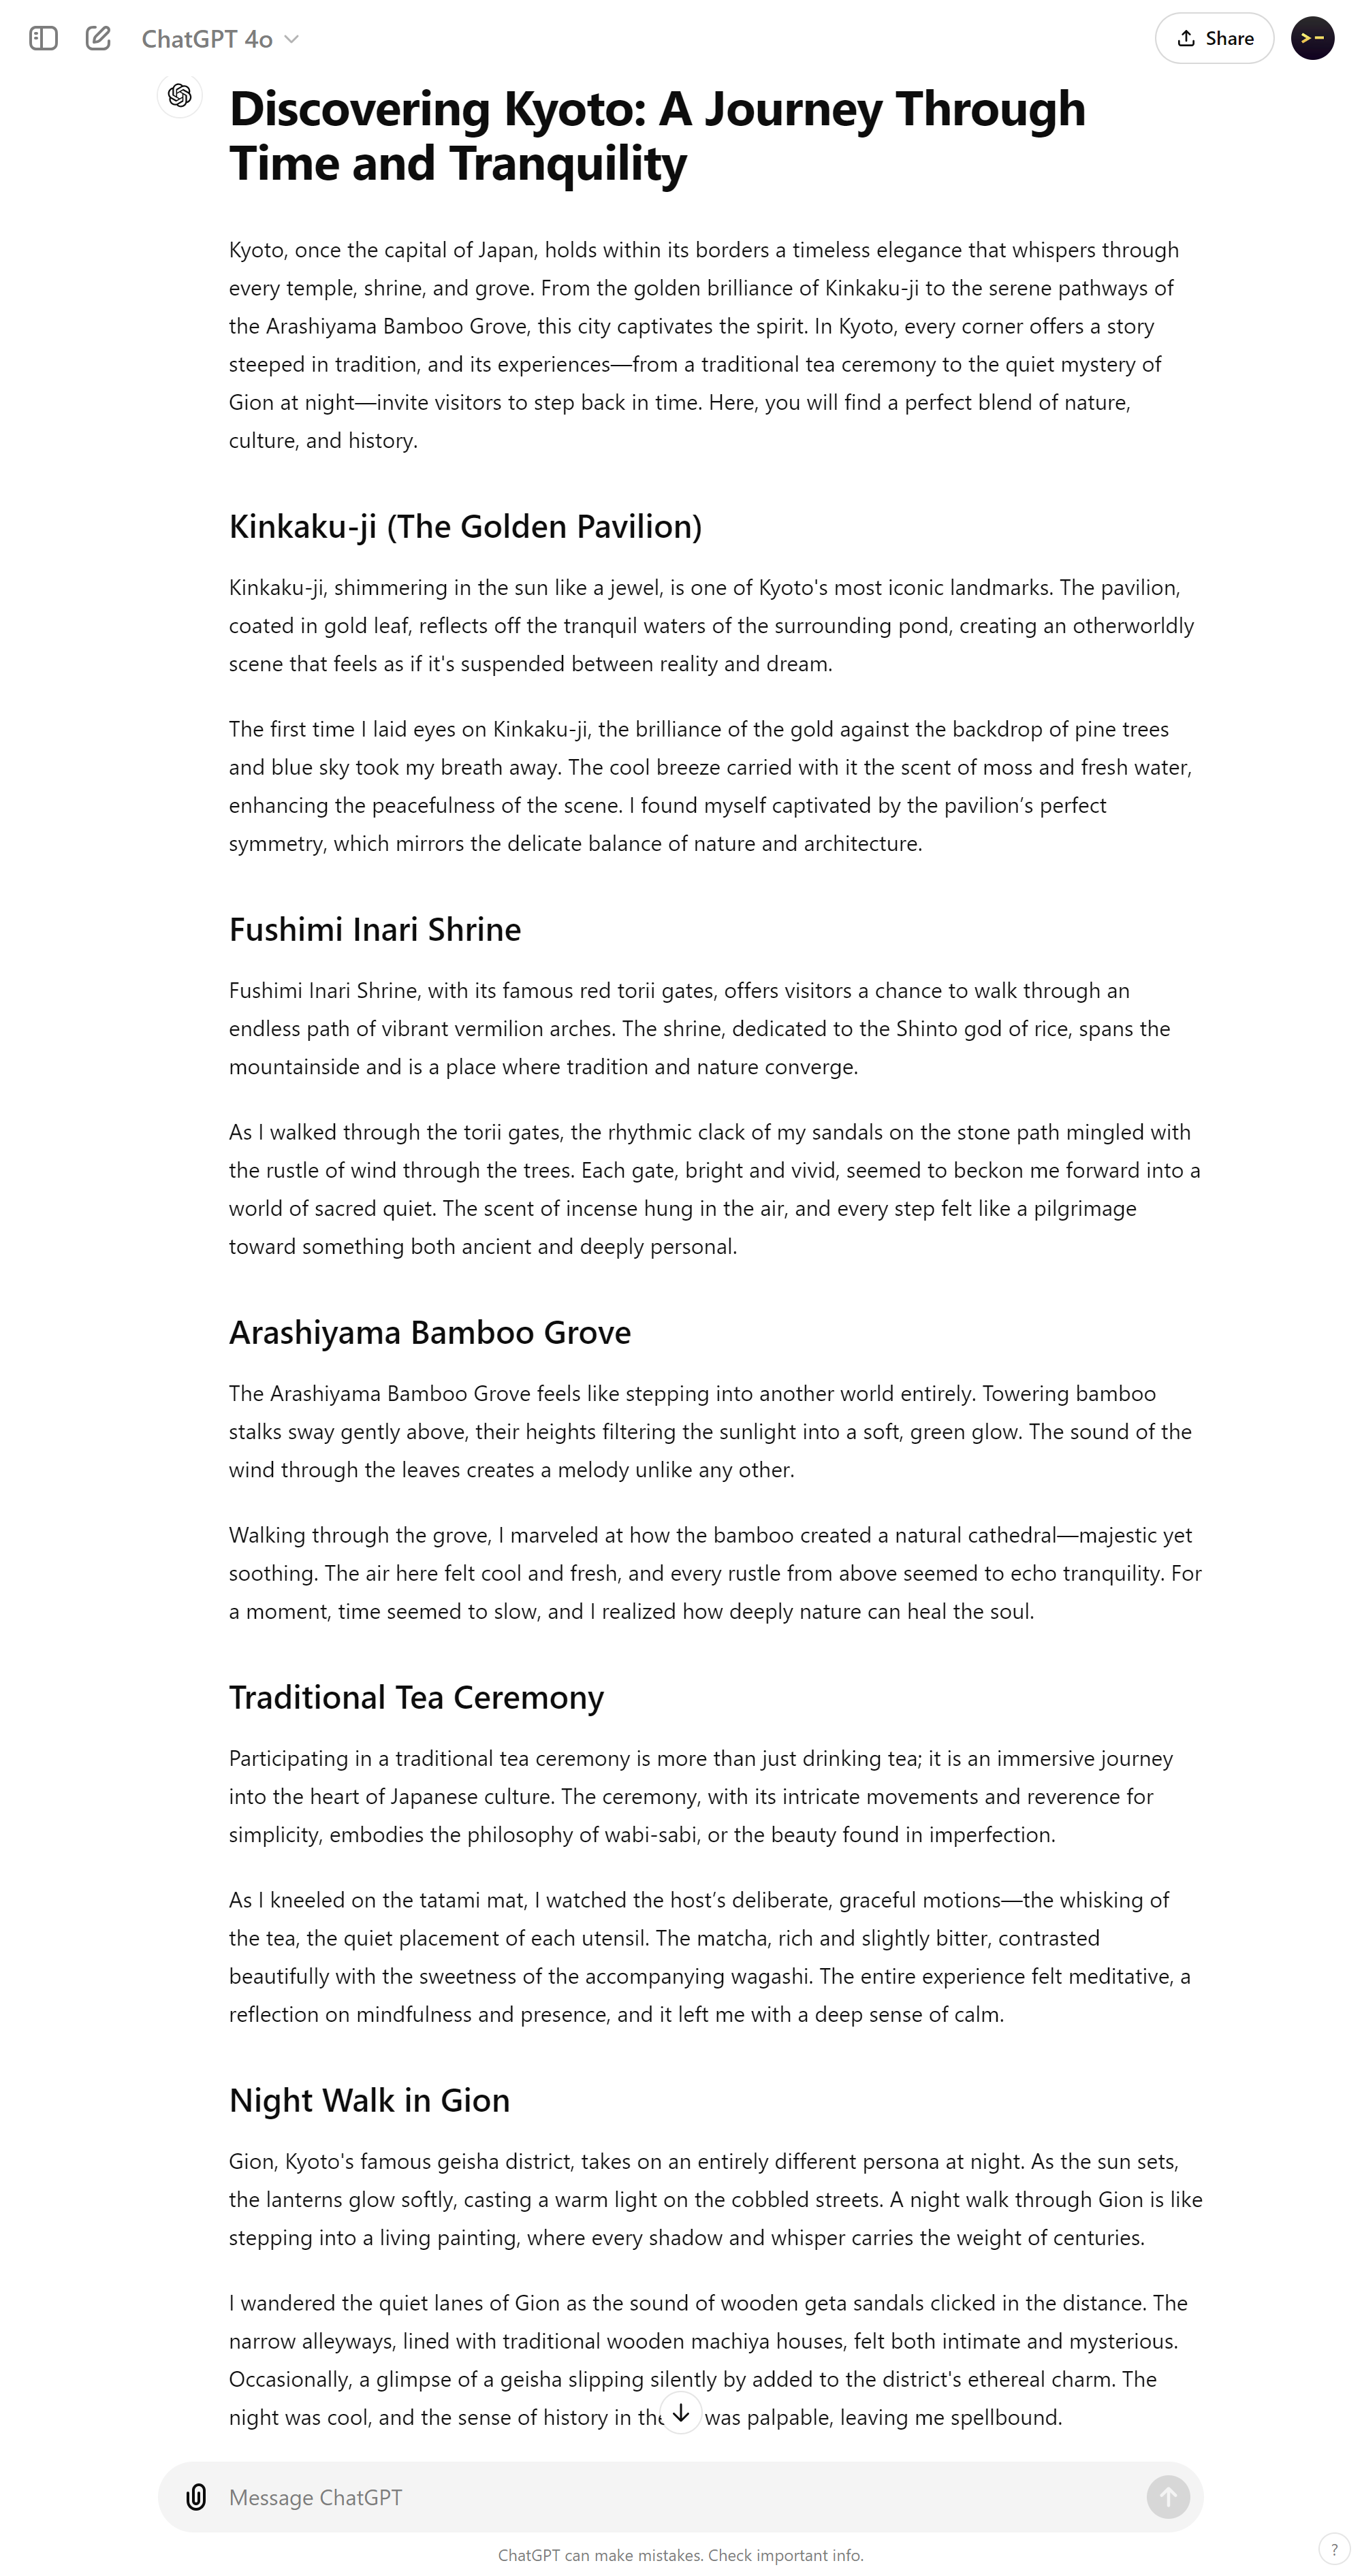 ChatGPT 4o
Share
Discovering Kyoto: A Journey Through
Time and Tranquility
Kyoto, once the capital of Japan, holds within its borders a timeless elegance that whispers through
every temple, shrine, and grove. From the golden brilliance of Kinkaku-ji to the serene pathways of
the Arashiyama Bamboo Grove, this city captivates the spirit. In Kyoto, every corner offers a story
steeped in tradition, and its experiences—from a traditional tea ceremony to the quiet mystery of
Gion at night—invite visitors to step back in time. Here, you will find a perfect blend of nature,
culture, and history.
Kinkaku-ji (The Golden Pavilion)
Kinkaku-ji, shimmering in the sun like a jewel, is one of Kyoto's most iconic landmarks. The pavilion,
coated in gold leaf, reflects off the tranquil waters of the surrounding pond, creating an otherworldly
scene that feels as if it's suspended between reality and dream.
The first time I laid eyes on Kinkaku-ji, the brilliance of the gold against the backdrop of pine trees
and blue sky took my breath away. The cool breeze carried with it the scent of moss and fresh water,
enhancing the peacefulness of the scene. I found myself captivated by the pavilion’s perfect
symmetry, which mirrors the delicate balance of nature and architecture.
Fushimi Inari Shrine
Fushimi Inari Shrine, with its famous red torii gates, offers visitors a chance to walk through an
endless path of vibrant vermilion arches. The shrine, dedicated to the Shinto god of rice, spans the
mountainside and is a place where tradition and nature converge.
As I walked through the torii gates, the rhythmic clack of my sandals on the stone path mingled with
the rustle of wind through the trees. Each gate, bright and vivid, seemed to beckon me forward into a
world of sacred quiet. The scent of incense hung in the air, and every step felt like a pilgrimage
toward something both ancient and deeply personal.
Arashiyama Bamboo Grove
The Arashiyama Bamboo Grove feels like stepping into another world entirely. Towering bamboo
stalks sway gently above, their heights filtering the sunlight into a soft, green glow. The sound of the
wind through the leaves creates a melody unlike any other.
Walking through the grove, I marveled at how the bamboo created a natural cathedral—majestic yet
soothing. The air here felt cool and fresh, and every rustle from above seemed to echo tranquility. For
a moment, time seemed to slow, and I realized how deeply nature can heal the soul.
Traditional Tea Ceremony
Participating in a traditional tea ceremony is more than just drinking tea; it is an immersive journey
into the heart of Japanese culture. The ceremony, with its intricate movements and reverence for
simplicity, embodies the philosophy of wabi-sabi, or the beauty found in imperfection.
As I kneeled on the tatami mat, I watched the host’s deliberate, graceful motions—the whisking of
the tea, the quiet placement of each utensil. The matcha, rich and slightly bitter, contrasted
beautifully with the sweetness of the accompanying wagashi. The entire experience felt meditative, a
reflection on mindfulness and presence, and it left me with a deep sense of calm.
Night Walk in Gion
Gion, Kyoto's famous geisha district, takes on an entirely different persona at night. As the sun sets,
the lanterns glow softly, casting a warm light on the cobbled streets. A night walk through Gion is like
stepping into a living painting, where every shadow and whisper carries the weight of centuries.
I wandered the quiet lanes of Gion as the sound of wooden geta sandals clicked in the distance. The
narrow alleyways, lined with traditional wooden machiya houses, felt both intimate and mysterious.
Occasionally, a glimpse of a geisha slipping silently by added to the district's ethereal charm. The
night was cool, and the sense of history in the was palpable, leaving me spellbound.
Message ChatGPT
ChatGPT can make mistakes. Check important info.
?